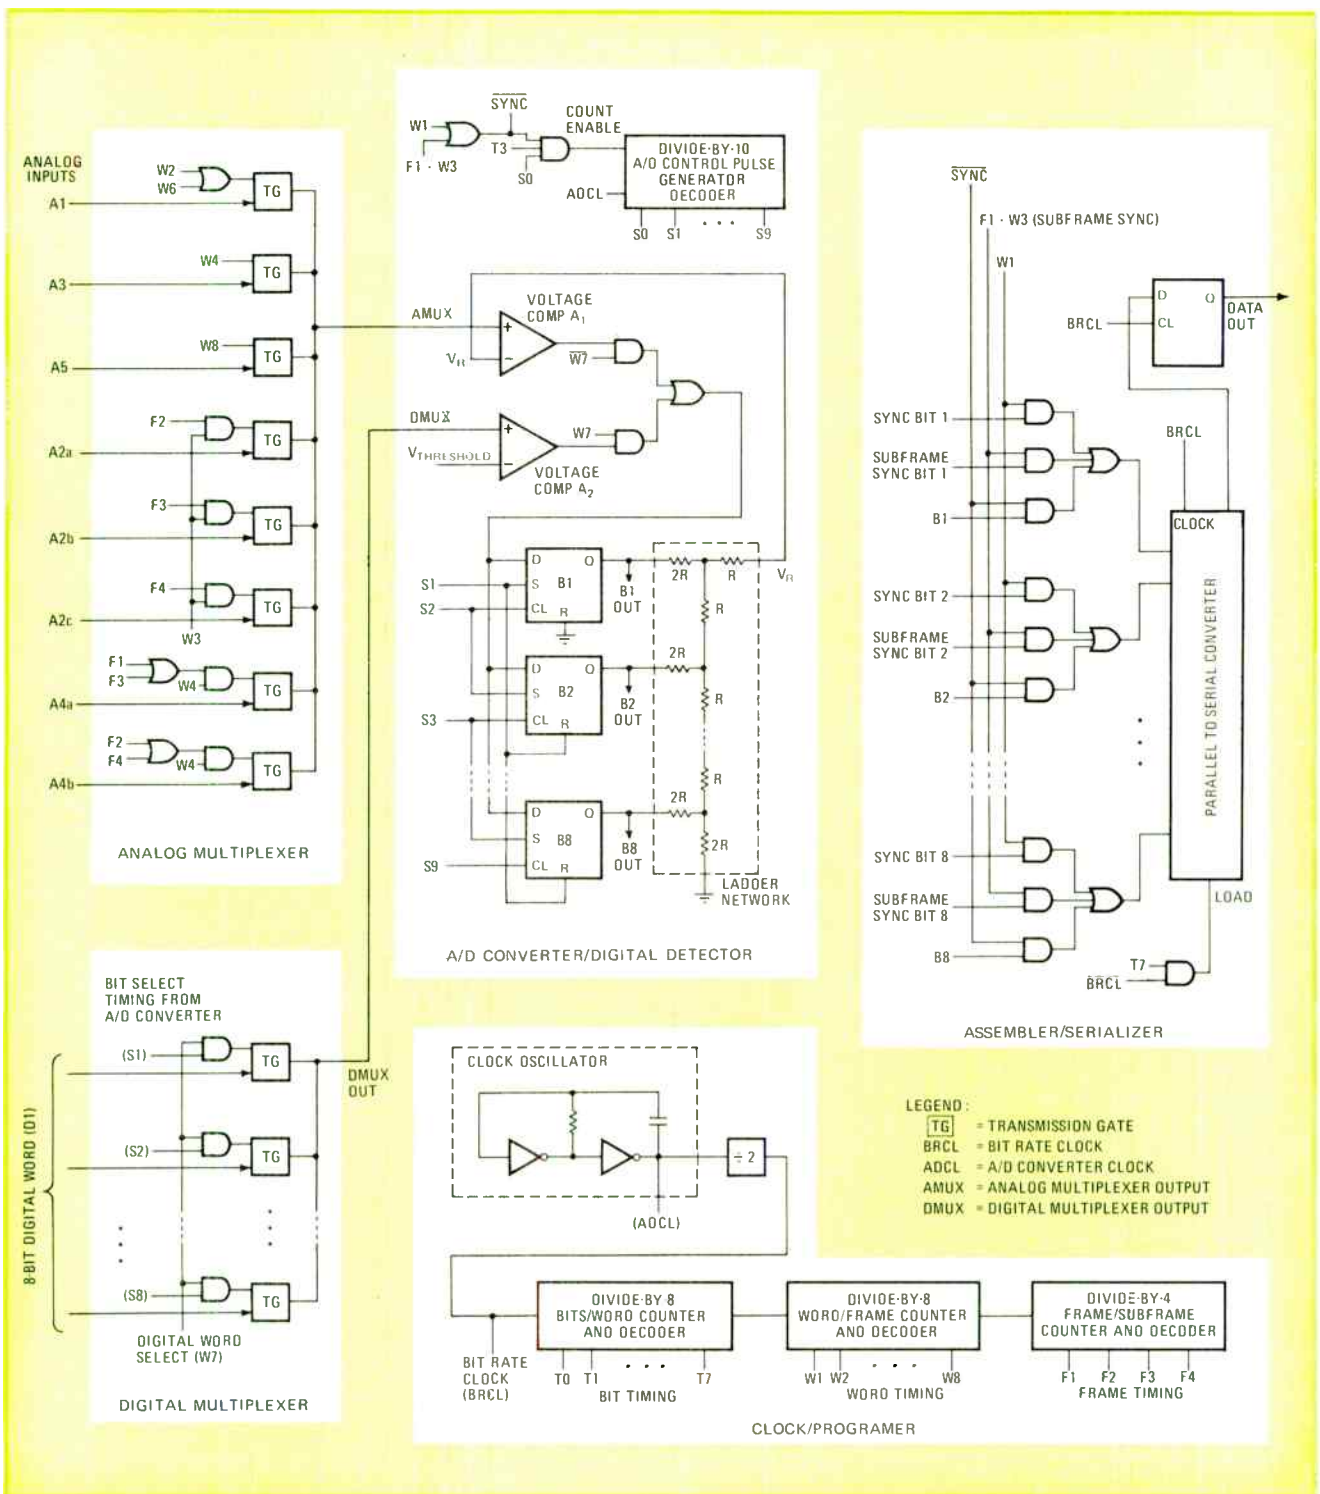 ANALOG
INPUTS
W2
W6
TG
A1
W4
TG
A3
W8
TG
A5
F2
TG
A2a
F3
TG
A2b
F4
TG
A2c
W3
F1
F3
W4
TG
A4a
F2
F4
W4
TG
A4b
ANALOG MULTIPLEXER
BIT SELECT
TIMING FROM
A/D CONVERTER
(S1)
TG
DMUX
OUT
(S2)
TG
(S8)
TG
8-BIT DIGITAL WORD (D1)
DIGITAL WORD
SELECT (W7)
DIGITAL MULTIPLEXER
SYNC
W1
F1 · W3
T3
S0
COUNT
ENABLE
ADCL
DIVIDE-BY-10
A/D CONTROL PULSE
GENERATOR
DECODER
S0 S1 • • • S9
AMUX
VOLTAGE
COMP A1
+
−
VR
W7
DMUX
+
−
VTHRESHOLD
VOLTAGE
COMP A2
W7
S1
S2
D Q
S B1
CL R
B1
OUT
2R
R
VR
R
S3
D Q
S B2
CL R
B2
OUT
2R
R
R
S9
D Q
S B8
CL R
B8
OUT
2R
2R
LADDER
NETWORK
A/D CONVERTER/DIGITAL DETECTOR
SYNC
F1 · W3 (SUBFRAME SYNC)
W1
D Q
CL
BRCL
DATA
OUT
SYNC BIT 1
SUBFRAME
SYNC BIT 1
B1
BRCL
CLOCK
SYNC BIT 2
SUBFRAME
SYNC BIT 2
B2
PARALLEL TO SERIAL CONVERTER
SYNC BIT 8
SUBFRAME
SYNC BIT 8
B8
LOAD
T7
BRCL
ASSEMBLER/SERIALIZER
CLOCK OSCILLATOR
÷ 2
(ADCL)
BIT RATE
CLOCK
(BRCL)
DIVIDE-BY-8
BITS/WORD COUNTER
AND DECODER
T0 T1 • • • T7
BIT TIMING
DIVIDE-BY-8
WORD/FRAME COUNTER
AND DECODER
W1 W2 • • • W8
WORD TIMING
DIVIDE-BY-4
FRAME/SUBFRAME
COUNTER AND DECODER
F1 F2 F3 F4
FRAME TIMING
CLOCK/PROGRAMER
LEGEND:
TG = TRANSMISSION GATE
BRCL = BIT RATE CLOCK
ADCL = A/D CONVERTER CLOCK
AMUX = ANALOG MULTIPLEXER OUTPUT
DMUX = DIGITAL MULTIPLEXER OUTPUT